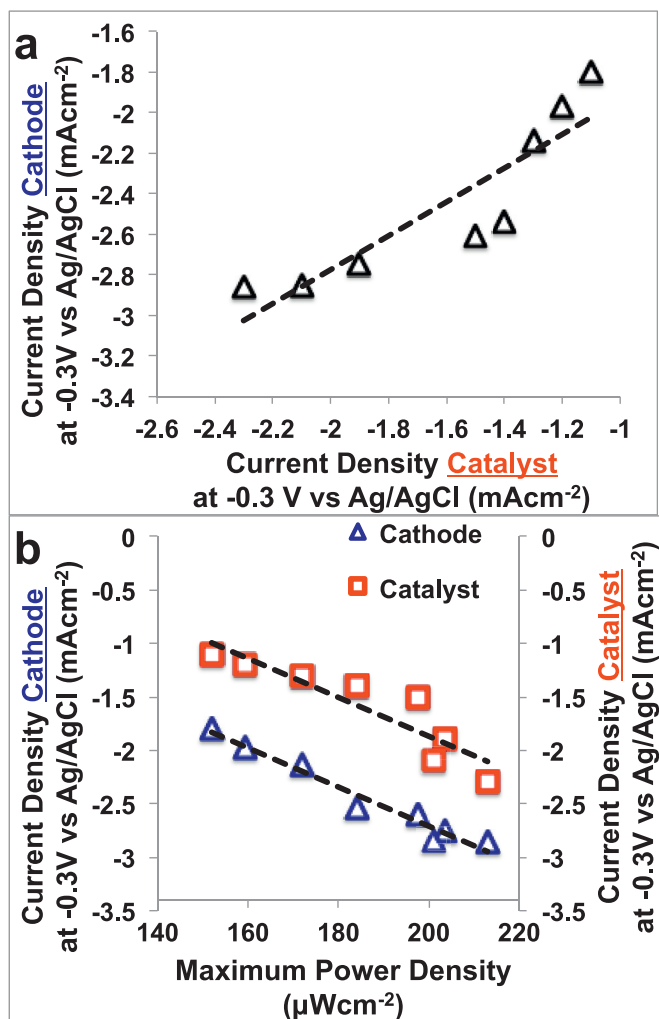 a
Current Density Cathode
at -0.3V vs Ag/AgCl (mAcm-2)
-1.6
-1.8
-2
-2.2
-2.4
-2.6
-2.8
-3
-3.2
-3.4
-2.6 -2.4 -2.2 -2 -1.8 -1.6 -1.4 -1.2 -1
Current Density Catalyst
at -0.3 V vs Ag/AgCl (mAcm-2)
b
Current Density Cathode
at -0.3V vs Ag/AgCl (mAcm-2)
0
-0.5
-1
-1.5
-2
-2.5
-3
-3.5
Cathode
Catalyst
0
-0.5
-1
-1.5
-2
-2.5
-3
-3.5
Current Density Catalyst
at -0.3V vs Ag/AgCl (mAcm-2)
140 160 180 200 220
Maximum Power Density
(µWcm-2)